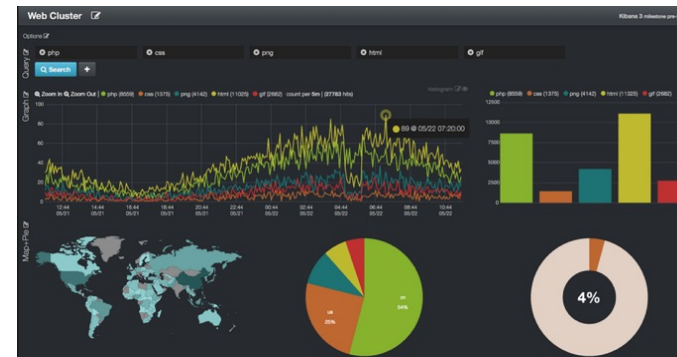 Web Cluster
Kibana 3 milestone pre-
Options
Query
php
css
png
html
gif
Search
+
Graph
Zoom In Zoom Out | php (8559) css (1375) png (4142) html (11025) gif (2682) count per 5m | (27783 hits)
histogram
100
80
60
40
20
0
89 @ 05/22 07:20:00
12:44 14:44 16:44 18:44 20:44 22:44 00:44 02:44 04:44 06:44 08:44 10:44
05/21 05/21 05/21 05/21 05/21 05/21 05/22 05/22 05/22 05/22 05/22 05/22
php (8559) css (1375) png (4142) html (11025) gif (2682)
12500
10000
7500
5000
2500
0
Map+Pie
cn
54%
us
25%
4%